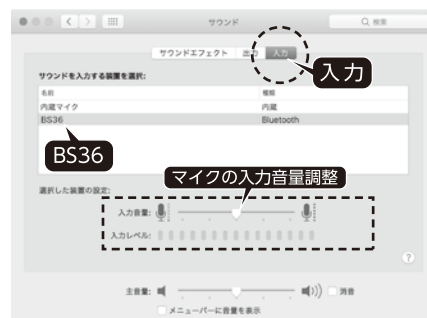 サウンド
検索
サウンドエフェクト 出力 入力
入力
サウンドを入力する装置を選択:
名前 種類
内蔵マイク 内蔵
BS36 Bluetooth
BS36
マイクの入力音量調整
選択した装置の設定:
入力音量:
入力レベル:
?
主音量: 消音
メニューバーに音量を表示